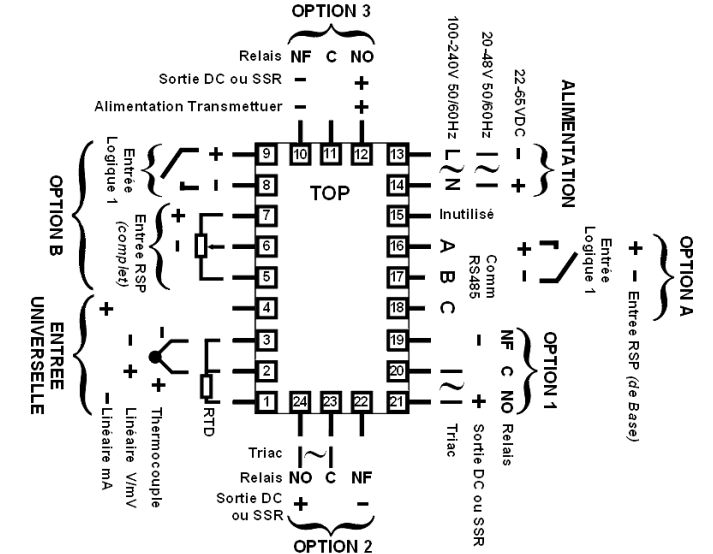 OPTION 3
Relais NF C NO
Sortie DC ou SSR − +
Alimentation Transmettuer − +
100-240V 50/60Hz
L ~ N
20-48V 50/60Hz
~
22-65VDC
− +
ALIMENTATION
10 11 12
TOP
9
8
7
6
5
4
3
2
1
13
14
15
16
17
18
19
20
21
24 23 22
OPTION B
Entrée
Logique 1
+
−
Entrée RSP
(complet)
+
−
ENTREE
UNIVERSELLE
+
− Linéaire mA
−
+
Linéaire V/mV
−
+
Thermocouple
RTD
Inutilisé
A B C
Comm
RS485
+
−
Entrée
Logique 1
+
−
Entree RSP (de Base)
OPTION A
OPTION 1
NF C NO Relais
− + Sortie DC ou SSR
~ Triac
Triac ~
Relais NO C NF
Sortie DC
ou SSR + −
OPTION 2